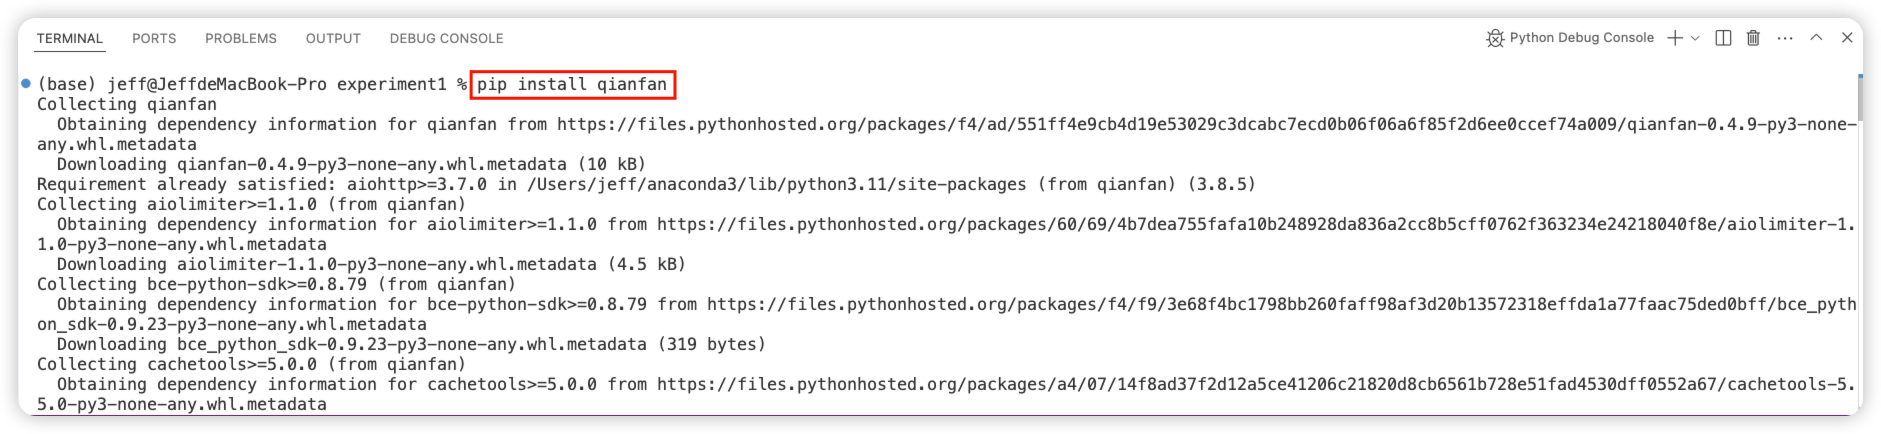 TERMINAL PORTS PROBLEMS OUTPUT DEBUG CONSOLE Python Debug Console
(base) jeff@JeffdeMacBook-Pro experiment1 % pip install qianfan
Collecting qianfan
  Obtaining dependency information for qianfan from https://files.pythonhosted.org/packages/f4/ad/551ff4e9cb4d19e53029c3dcabc7ecd0b06f06a6f85f2d6ee0ccef74a009/qianfan-0.4.9-py3-none-
any.whl.metadata
  Downloading qianfan-0.4.9-py3-none-any.whl.metadata (10 kB)
Requirement already satisfied: aiohttp>=3.7.0 in /Users/jeff/anaconda3/lib/python3.11/site-packages (from qianfan) (3.8.5)
Collecting aiolimiter>=1.1.0 (from qianfan)
  Obtaining dependency information for aiolimiter>=1.1.0 from https://files.pythonhosted.org/packages/60/69/4b7dea755fafa10b248928da836a2cc8b5cff0762f363234e24218040f8e/aiolimiter-1.
1.0-py3-none-any.whl.metadata
  Downloading aiolimiter-1.1.0-py3-none-any.whl.metadata (4.5 kB)
Collecting bce-python-sdk>=0.8.79 (from qianfan)
  Obtaining dependency information for bce-python-sdk>=0.8.79 from https://files.pythonhosted.org/packages/f4/f9/3e68f4bc1798bb260faff98af3d20b13572318effda1a77faac75ded0bff/bce_pyth
on_sdk-0.9.23-py3-none-any.whl.metadata
  Downloading bce_python_sdk-0.9.23-py3-none-any.whl.metadata (319 bytes)
Collecting cachetools>=5.0.0 (from qianfan)
  Obtaining dependency information for cachetools>=5.0.0 from https://files.pythonhosted.org/packages/a4/07/14f8ad37f2d12a5ce41206c21820d8cb6561b728e51fad4530dff0552a67/cachetools-5.
5.0-py3-none-any.whl.metadata